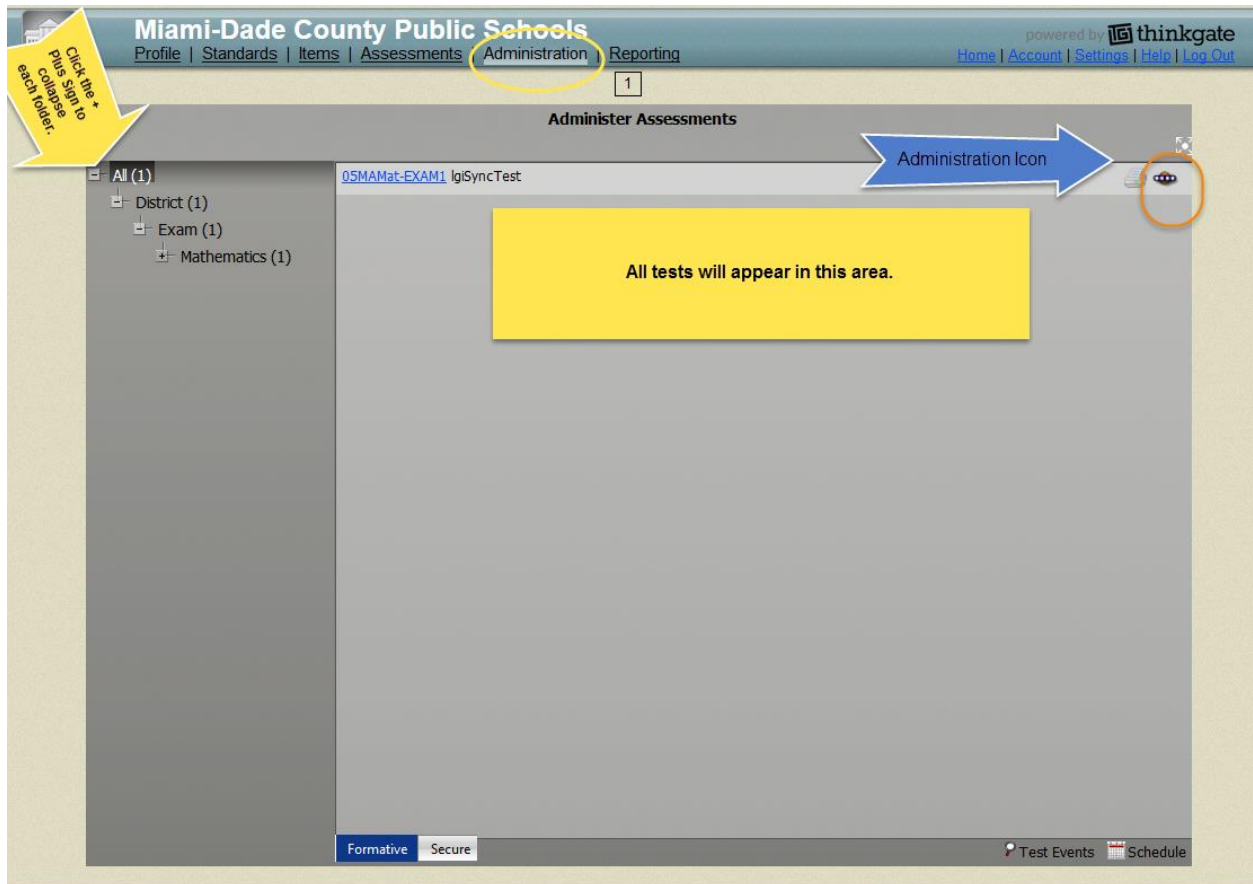 Miami-Dade County Public Schools
Profile | Standards | Items | Assessments | Administration | Reporting
powered by thinkgate
Home | Account | Settings | Help | Log Out
Click the +
Plus Sign to
collapse
each folder.
1
Administer Assessments
Administration Icon
All (1)
District (1)
Exam (1)
Mathematics (1)
05MAMat-EXAM1 IgiSyncTest
All tests will appear in this area.
Formative Secure
Test Events Schedule